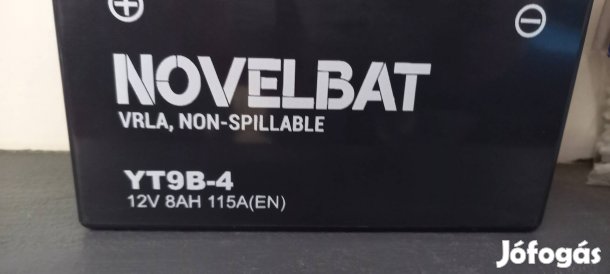 + -
NOVELBAT
VRLA, NON-SPILLABLE
YT9B-4
12V 8AH 115A(EN)
Jófogás